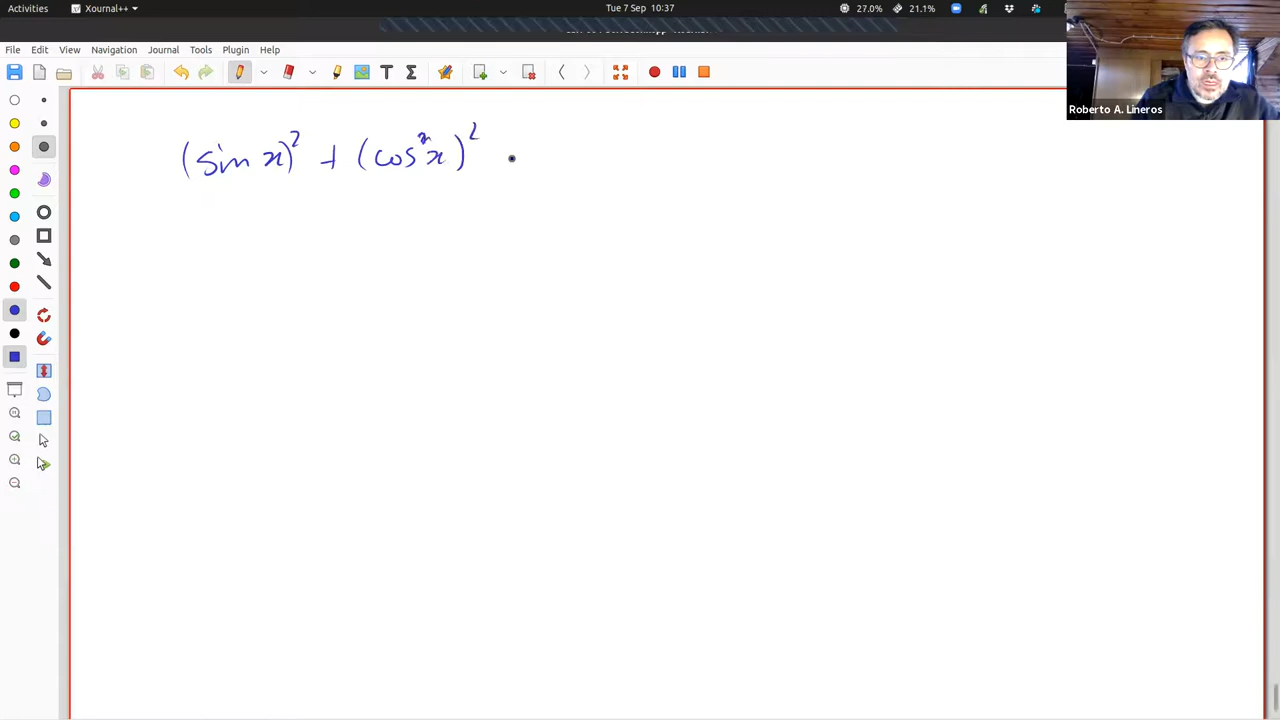 Activities Xournal++ Tue 7 Sep 10:37 27.0% 21.1%
File Edit View Navigation Journal Tools Plugin Help
Roberto A. Lineros
(sin x)² + (cos x)²